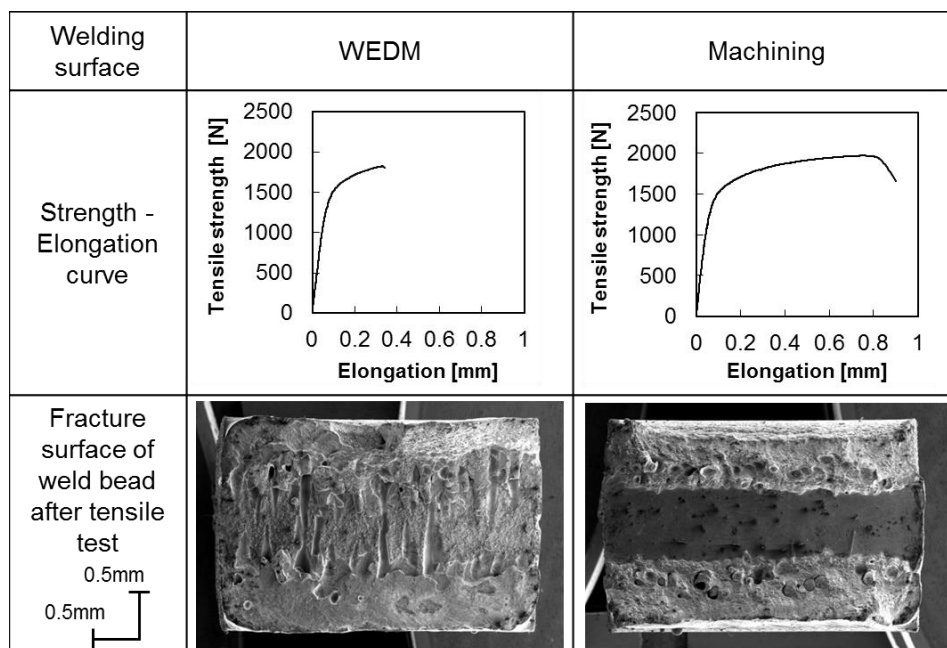 Welding
surface
WEDM
Machining
Strength -
Elongation
curve
Tensile strength [N]
2500
2000
1500
1000
500
0
0 0.2 0.4 0.6 0.8 1
Elongation [mm]
Tensile strength [N]
2500
2000
1500
1000
500
0
0 0.2 0.4 0.6 0.8 1
Elongation [mm]
Fracture
surface of
weld bead
after tensile
test
0.5mm
0.5mm